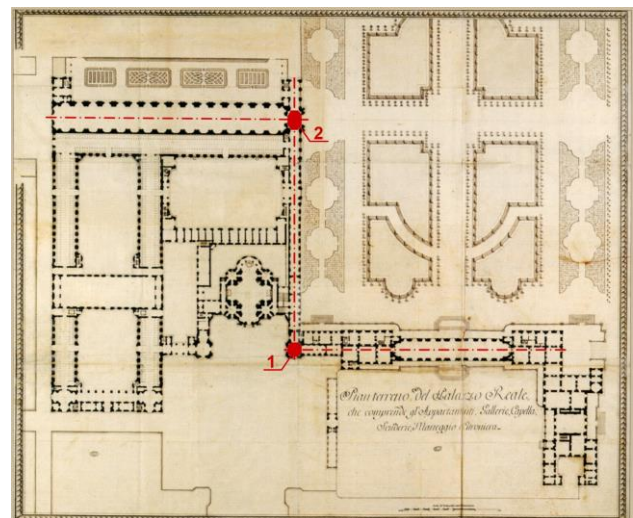 2
1
Pian terreno del Palazzo Reale,
che comprende gl'Appartamenti, Gallerie, Capella,
Scuderie, Maneggio e